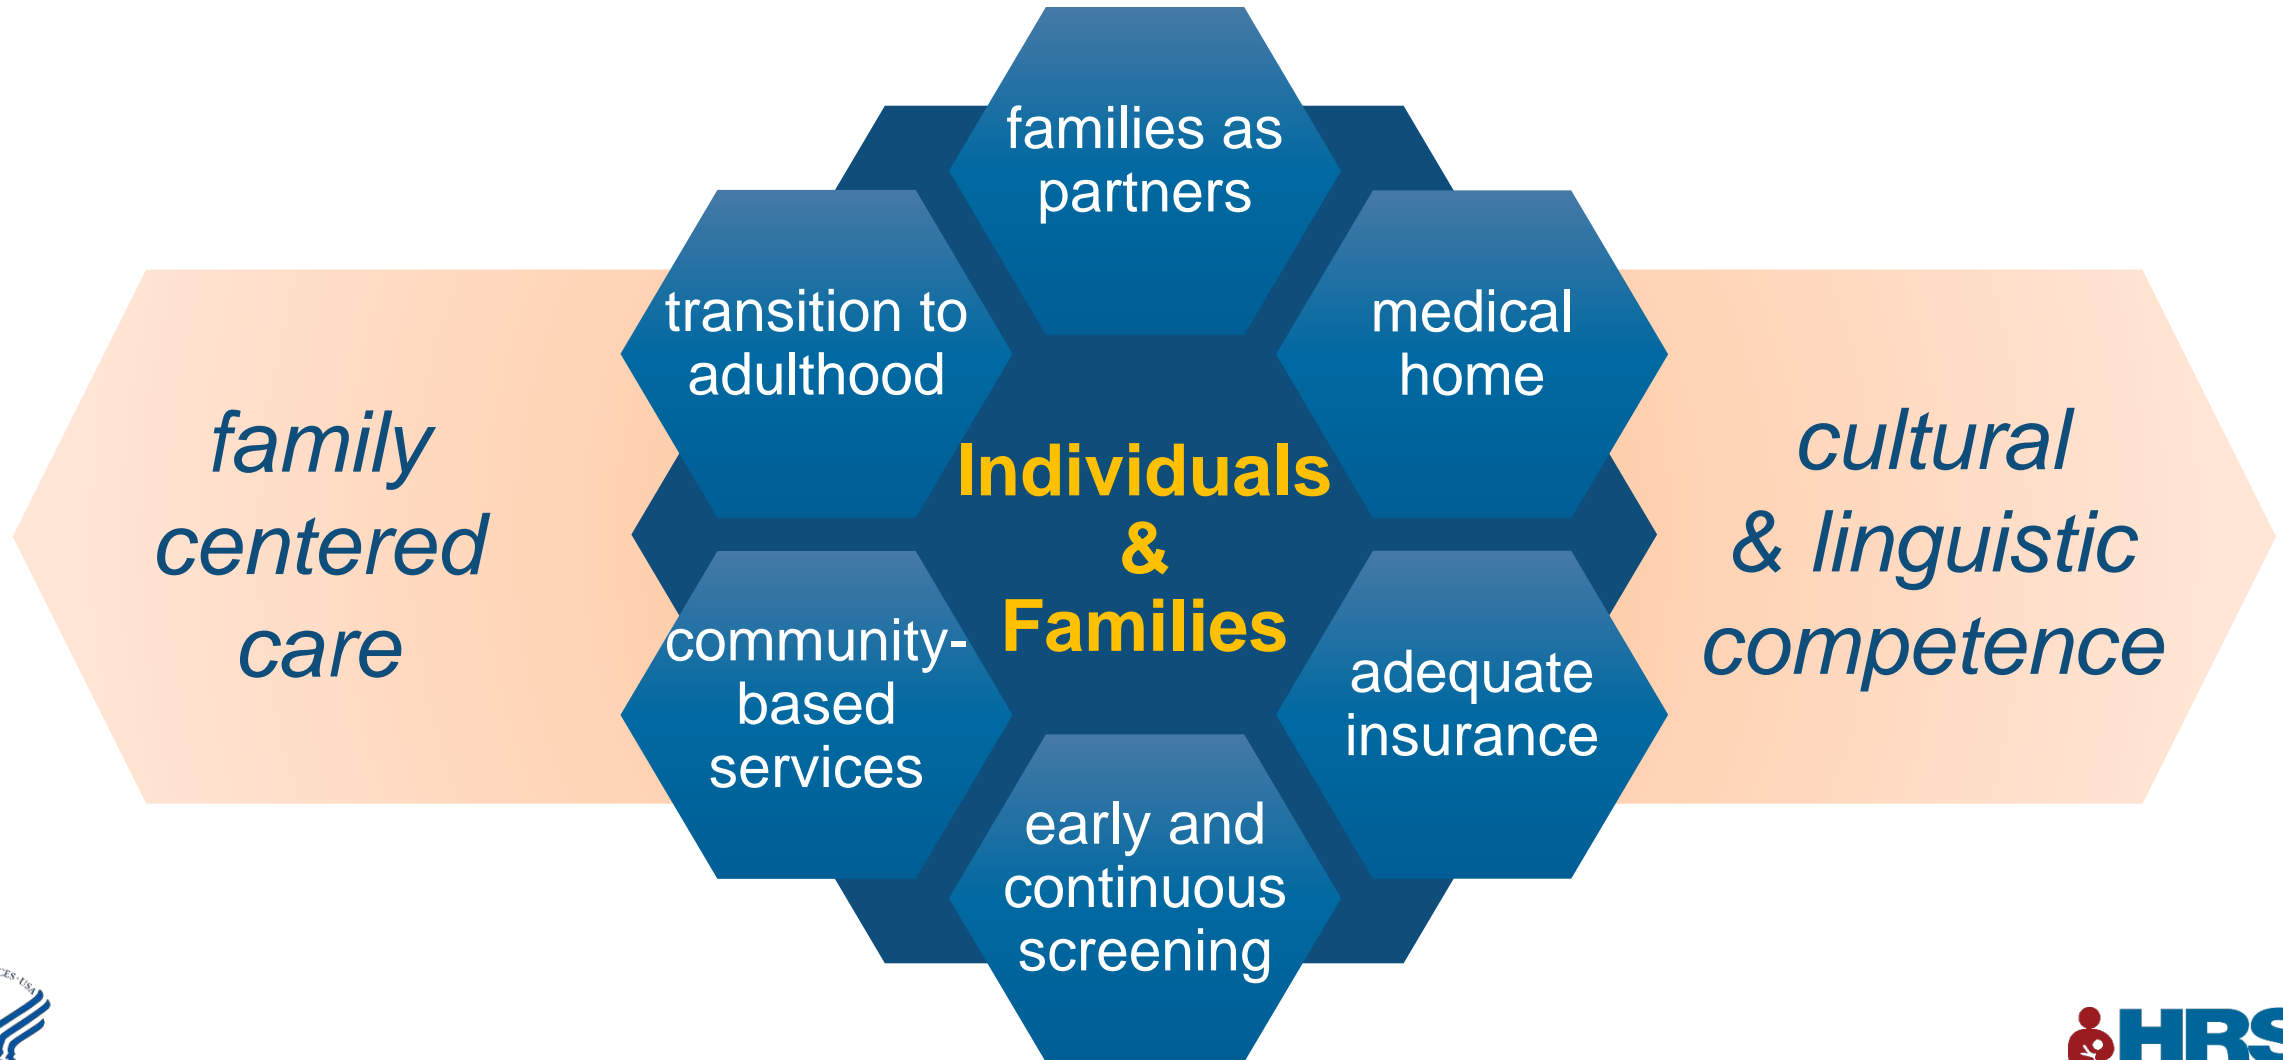 families as
partners
transition to
adulthood
medical
home
family
centered
care
Individuals
&
Families
cultural
& linguistic
competence
community-
based
services
adequate
insurance
early and
continuous
screening
USA